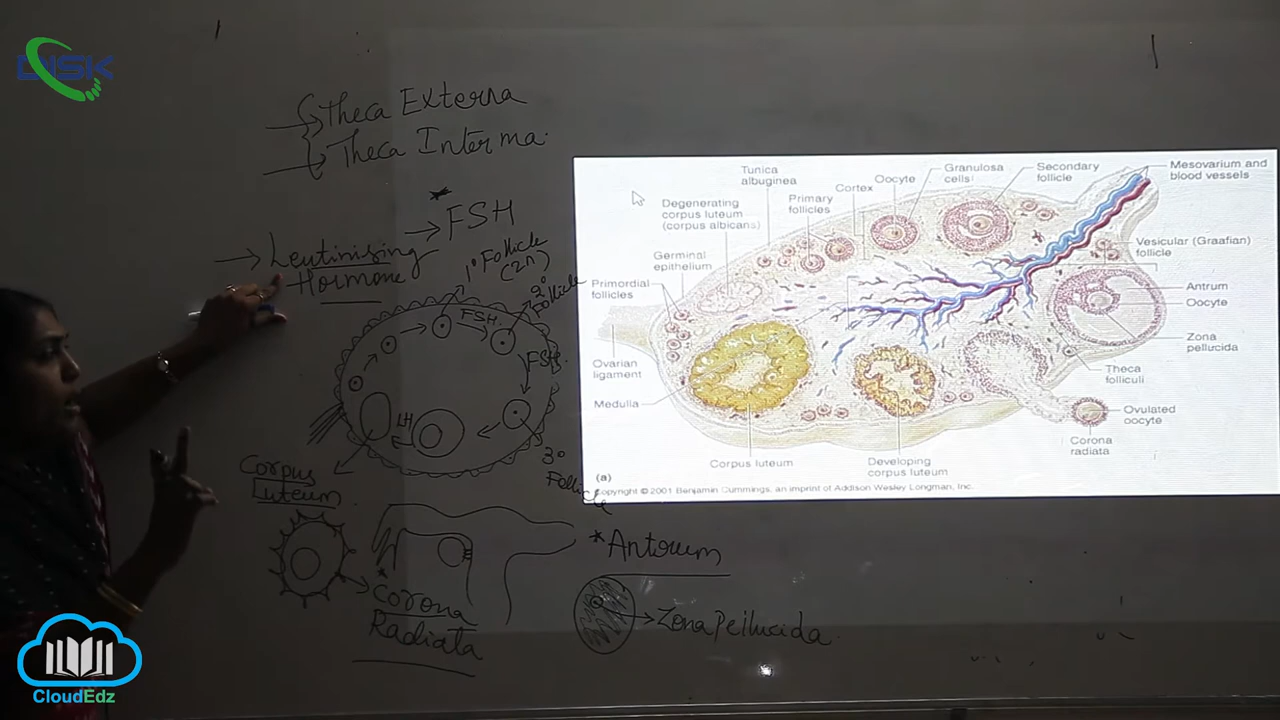 DISK
Theca Externa
Theca Interma.
* FSH
Leutinising
Hormone
1° Follicle
(2n)
2°
Follicle
FSH.
FSH.
LH
3°
Follicle
Corpus
Luteum
* Corona
Radiata
* Antrum
Zona Pellucida
Tunica
albuginea
Degenerating
corpus luteum
(corpus albicans)
Germinal
epithelium
Primordial
follicles
Ovarian
ligament
Medulla
Primary
follicles
Cortex
Oocyte
Granulosa
cells
Secondary
follicle
Mesovarium and
blood vessels
Vesicular (Graafian)
follicle
Antrum
Oocyte
Zona
pellucida
Theca
folliculi
Ovulated
oocyte
Corona
radiata
Corpus luteum
Developing
corpus luteum
(a)
Copyright © 2001 Benjamin Cummings, an imprint of Addison Wesley Longman, Inc.
CloudEdz